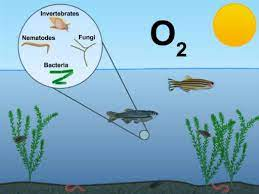 Invertebrates
Nematodes Fungi
Bacteria
O2